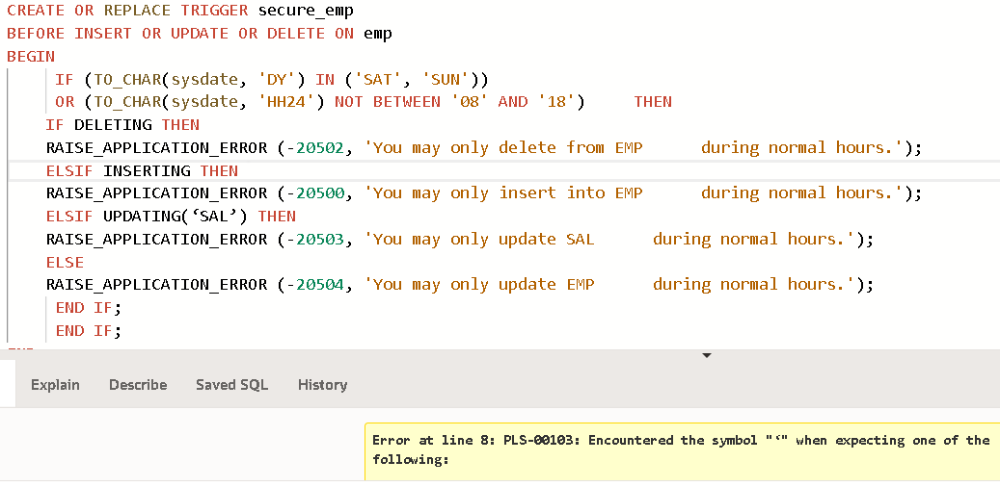 CREATE OR REPLACE TRIGGER secure_emp
BEFORE INSERT OR UPDATE OR DELETE ON emp
BEGIN
IF (TO_CHAR(sysdate, 'DY') IN ('SAT', 'SUN'))
OR (TO_CHAR(sysdate, 'HH24') NOT BETWEEN '08' AND '18') THEN
IF DELETING THEN
RAISE_APPLICATION_ERROR (-20502, 'You may only delete from EMP during normal hours.');
ELSIF INSERTING THEN
RAISE_APPLICATION_ERROR (-20500, 'You may only insert into EMP during normal hours.');
ELSIF UPDATING(‘SAL’) THEN
RAISE_APPLICATION_ERROR (-20503, 'You may only update SAL during normal hours.');
ELSE
RAISE_APPLICATION_ERROR (-20504, 'You may only update EMP during normal hours.');
END IF;
END IF;
Explain Describe Saved SQL History
Error at line 8: PLS-00103: Encountered the symbol "‘" when expecting one of the
following: